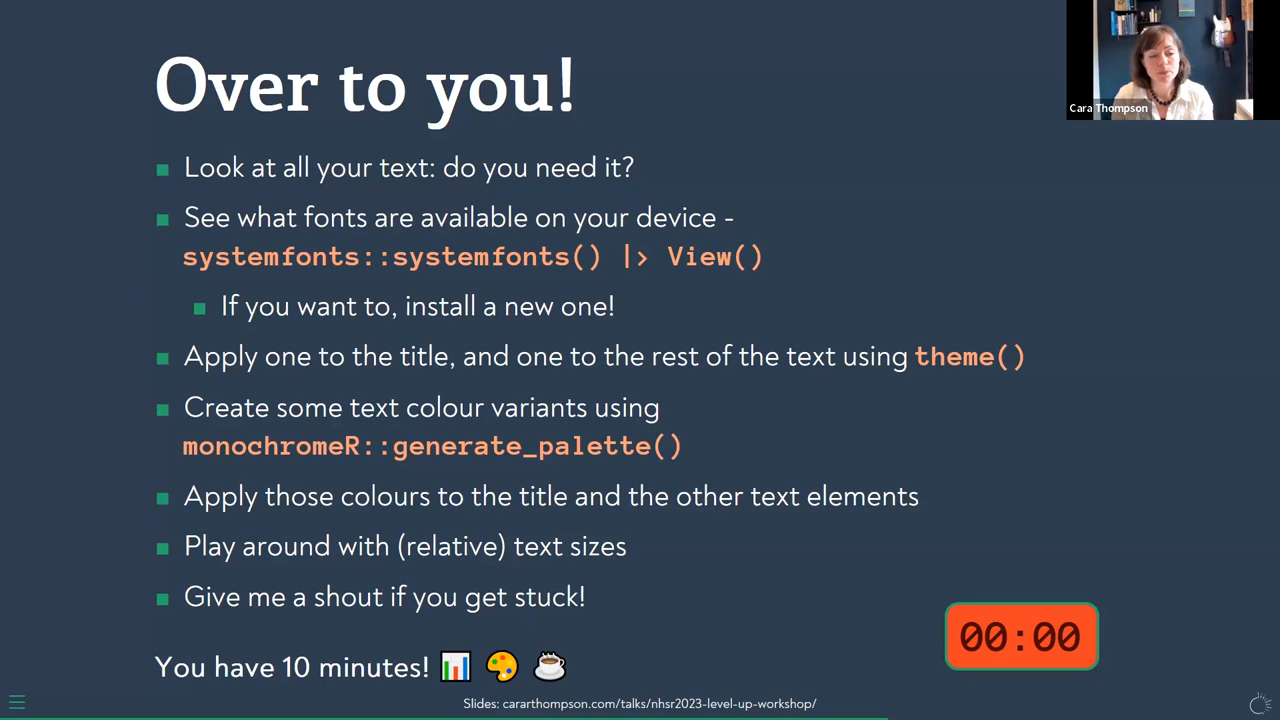 Over to you!
Cara Thompson
Look at all your text: do you need it?
See what fonts are available on your device -
systemfonts::systemfonts() |> View()
If you want to, install a new one!
Apply one to the title, and one to the rest of the text using theme()
Create some text colour variants using
monochromeR::generate_palette()
Apply those colours to the title and the other text elements
Play around with (relative) text sizes
Give me a shout if you get stuck!
00:00
You have 10 minutes! 📊 🎨 ☕
Slides: cararthompson.com/talks/nhsr2023-level-up-workshop/